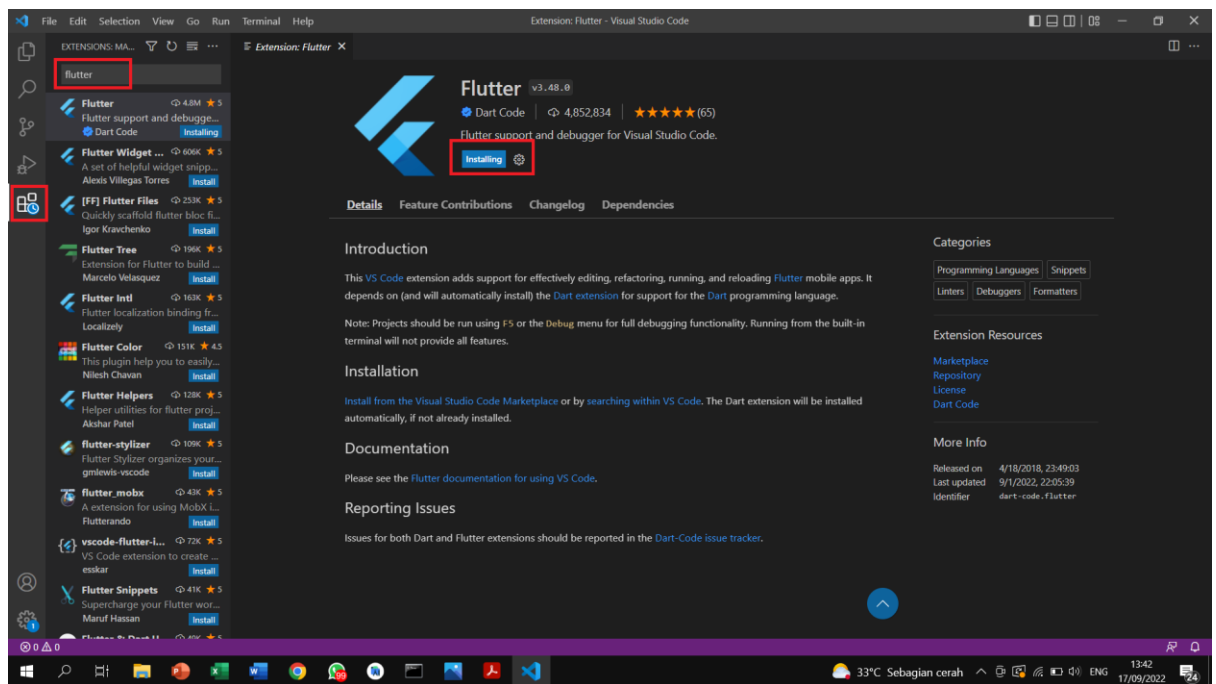 File Edit Selection View Go Run Terminal Help
Extension: Flutter - Visual Studio Code
EXTENSIONS: MA...
flutter
Flutter 4.8M ★ 5
Flutter support and debugge...
Dart Code Installing
Flutter Widget ... 606K ★ 5
A set of helpful widget snipp...
Alexis Villegas Torres Install
[FF] Flutter Files 253K ★ 5
Quickly scaffold flutter bloc fi...
Igor Kravchenko Install
Flutter Tree 196K ★ 5
Extension for Flutter to build ...
Marcelo Velasquez Install
Flutter Intl 163K ★ 5
Flutter localization binding fr...
Localizely Install
Flutter Color 151K ★ 4.5
This plugin help you to easily...
Nilesh Chavan Install
Flutter Helpers 128K ★ 5
Helper utilities for flutter proj...
Akshar Patel Install
flutter-stylizer 109K ★ 5
Flutter Stylizer organizes your...
gmlewis-vscode Install
flutter_mobx 43K ★ 5
A extension for using MobX i...
Flutterando Install
vscode-flutter-i... 72K ★ 5
VS Code extension to create ...
esskar Install
Flutter Snippets 41K ★ 5
Supercharge your Flutter wor...
Maruf Hassan Install
Extension: Flutter
Flutter v3.48.0
Dart Code 4,852,834 ★★★★★ (65)
Flutter support and debugger for Visual Studio Code.
Installing
Details Feature Contributions Changelog Dependencies
Introduction
This VS Code extension adds support for effectively editing, refactoring, running, and reloading Flutter mobile apps. It
depends on (and will automatically install) the Dart extension for support for the Dart programming language.
Note: Projects should be run using F5 or the Debug menu for full debugging functionality. Running from the built-in
terminal will not provide all features.
Installation
Install from the Visual Studio Code Marketplace or by searching within VS Code. The Dart extension will be installed
automatically, if not already installed.
Documentation
Please see the Flutter documentation for using VS Code.
Reporting Issues
Issues for both Dart and Flutter extensions should be reported in the Dart-Code issue tracker.
Categories
Programming Languages Snippets
Linters Debuggers Formatters
Extension Resources
Marketplace
Repository
License
Dart Code
More Info
Released on 4/18/2018, 23:49:03
Last updated 9/1/2022, 22:05:39
Identifier dart-code.flutter
1
0 0
33°C Sebagian cerah ENG
13:42
17/09/2022
24